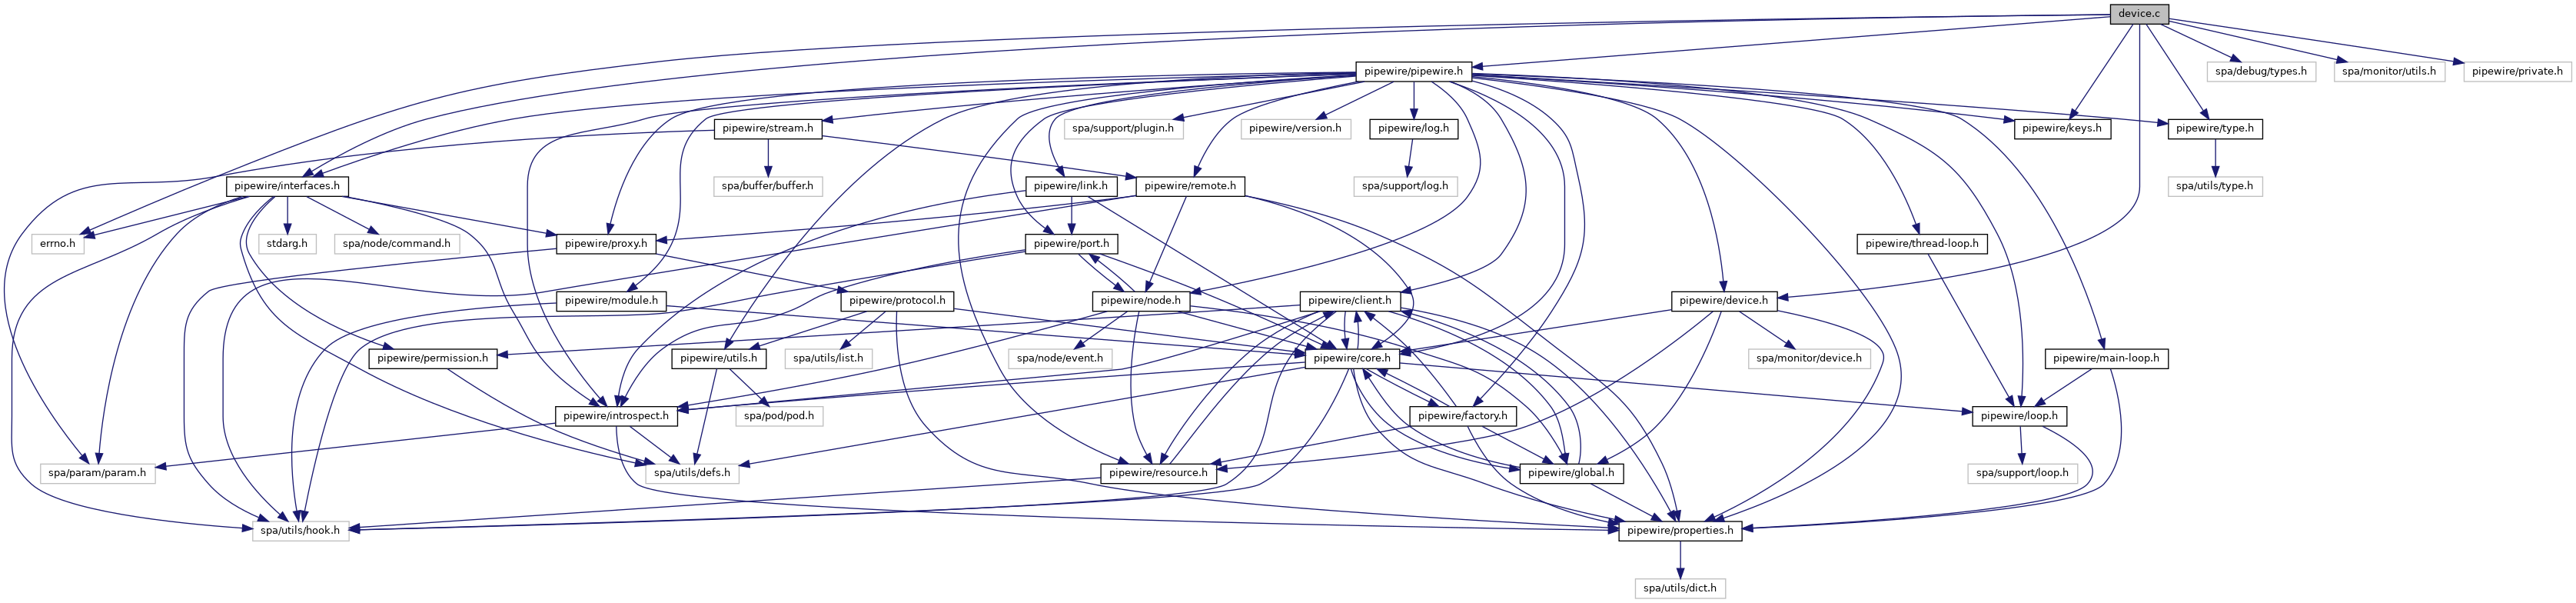 device.c
pipewire/pipewire.h
spa/debug/types.h
spa/monitor/utils.h
pipewire/private.h
pipewire/stream.h
spa/support/plugin.h
pipewire/version.h
pipewire/log.h
pipewire/keys.h
pipewire/type.h
pipewire/interfaces.h
spa/buffer/buffer.h
pipewire/link.h
pipewire/remote.h
spa/support/log.h
spa/utils/type.h
errno.h
stdarg.h
spa/node/command.h
pipewire/proxy.h
pipewire/port.h
pipewire/thread-loop.h
pipewire/module.h
pipewire/protocol.h
pipewire/node.h
pipewire/client.h
pipewire/device.h
pipewire/permission.h
pipewire/utils.h
spa/utils/list.h
spa/node/event.h
pipewire/core.h
spa/monitor/device.h
pipewire/main-loop.h
pipewire/introspect.h
spa/pod/pod.h
pipewire/factory.h
pipewire/loop.h
spa/param/param.h
spa/utils/defs.h
pipewire/resource.h
pipewire/global.h
spa/support/loop.h
spa/utils/hook.h
pipewire/properties.h
spa/utils/dict.h